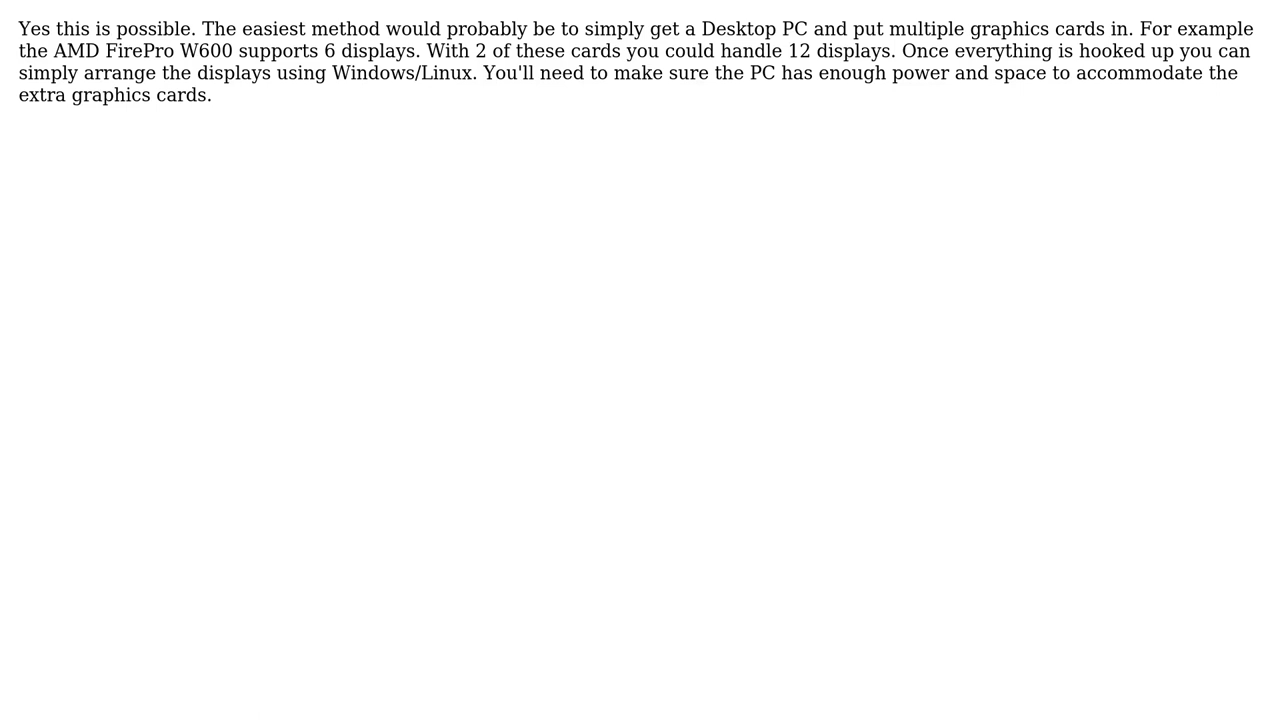 Yes this is possible. The easiest method would probably be to simply get a Desktop PC and put multiple graphics cards in. For example
the AMD FirePro W600 supports 6 displays. With 2 of these cards you could handle 12 displays. Once everything is hooked up you can
simply arrange the displays using Windows/Linux. You'll need to make sure the PC has enough power and space to accommodate the
extra graphics cards.